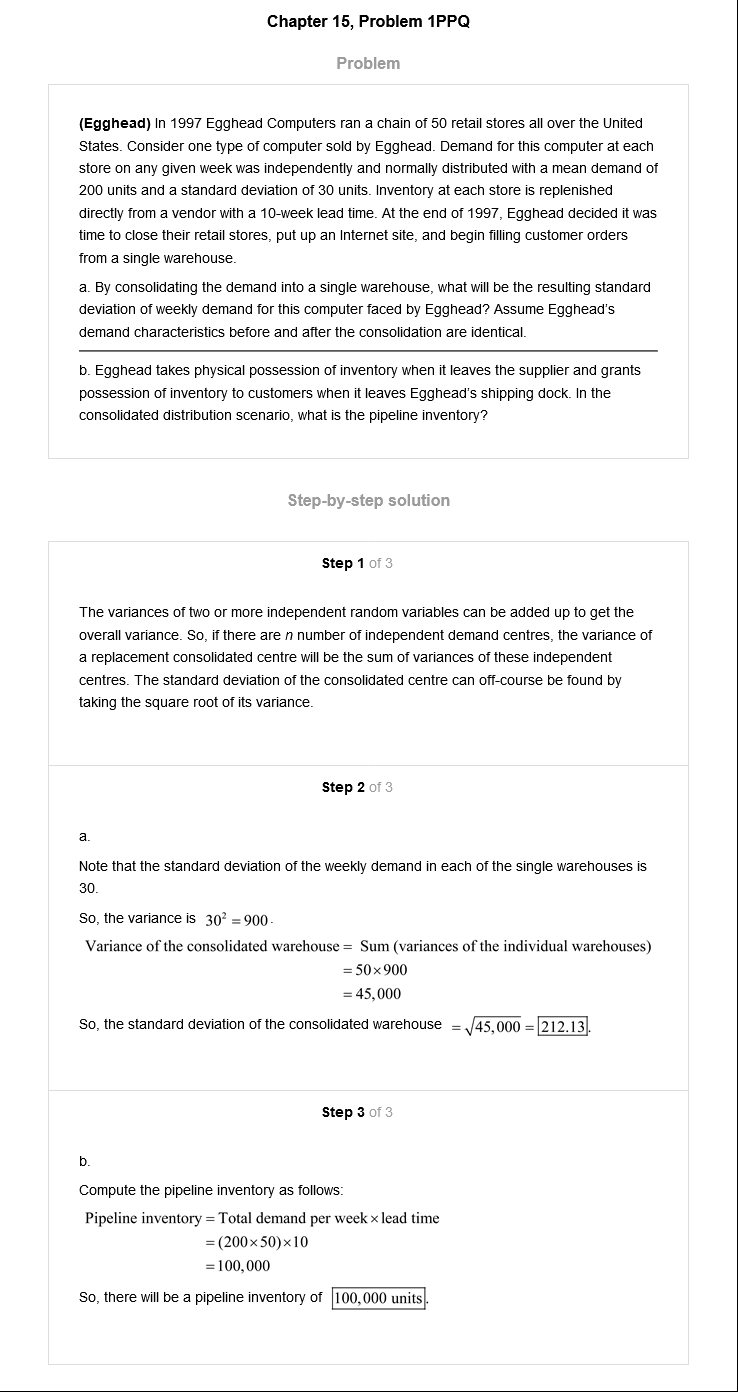 Chapter 15, Problem 1PPQ
Problem
(Egghead) In 1997 Egghead Computers ran a chain of 50 retail stores all over the United
States. Consider one type of computer sold by Egghead. Demand for this computer at each
store on any given week was independently and normally distributed with a mean demand of
200 units and a standard deviation of 30 units. Inventory at each store is replenished
directly from a vendor with a 10-week lead time. At the end of 1997, Egghead decided it was
time to close their retail stores, put up an Internet site, and begin filling customer orders
from a single warehouse.
a. By consolidating the demand into a single warehouse, what will be the resulting standard
deviation of weekly demand for this computer faced by Egghead? Assume Egghead's
demand characteristics before and after the consolidation are identical.
b. Egghead takes physical possession of inventory when it leaves the supplier and grants
possession of inventory to customers when it leaves Egghead's shipping dock. In the
consolidated distribution scenario, what is the pipeline inventory?
Step-by-step solution
Step 1 of 3
The variances of two or more independent random variables can be added up to get the
overall variance. So, if there are n number of independent demand centres, the variance of
a replacement consolidated centre will be the sum of variances of these independent
centres. The standard deviation of the consolidated centre can off-course be found by
taking the square root of its variance.
Step 2 of 3
a.
Note that the standard deviation of the weekly demand in each of the single warehouses is
30.
So, the variance is 30² = 900.
Variance of the consolidated warehouse = Sum (variances of the individual warehouses)
= 50×900
= 45,000
So, the standard deviation of the consolidated warehouse = √45,000 = 212.13.
Step 3 of 3
b.
Compute the pipeline inventory as follows:
Pipeline inventory = Total demand per week × lead time
= (200×50)×10
= 100,000
So, there will be a pipeline inventory of 100,000 units.